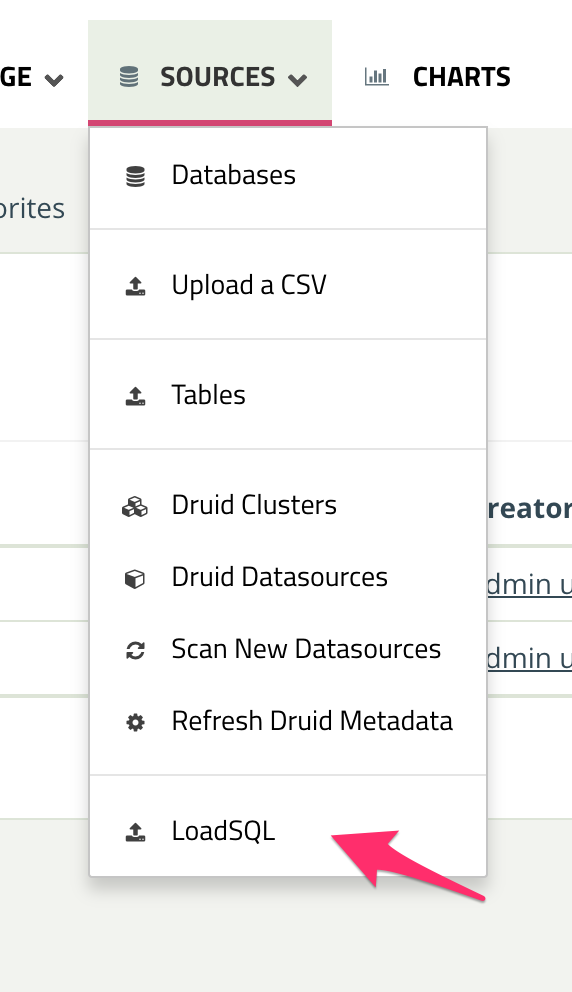 GE SOURCES CHARTS
Databases
orites
Upload a CSV
Tables
Druid Clusters
reator
Druid Datasources
dmin u
Scan New Datasources
dmin u
Refresh Druid Metadata
LoadSQL